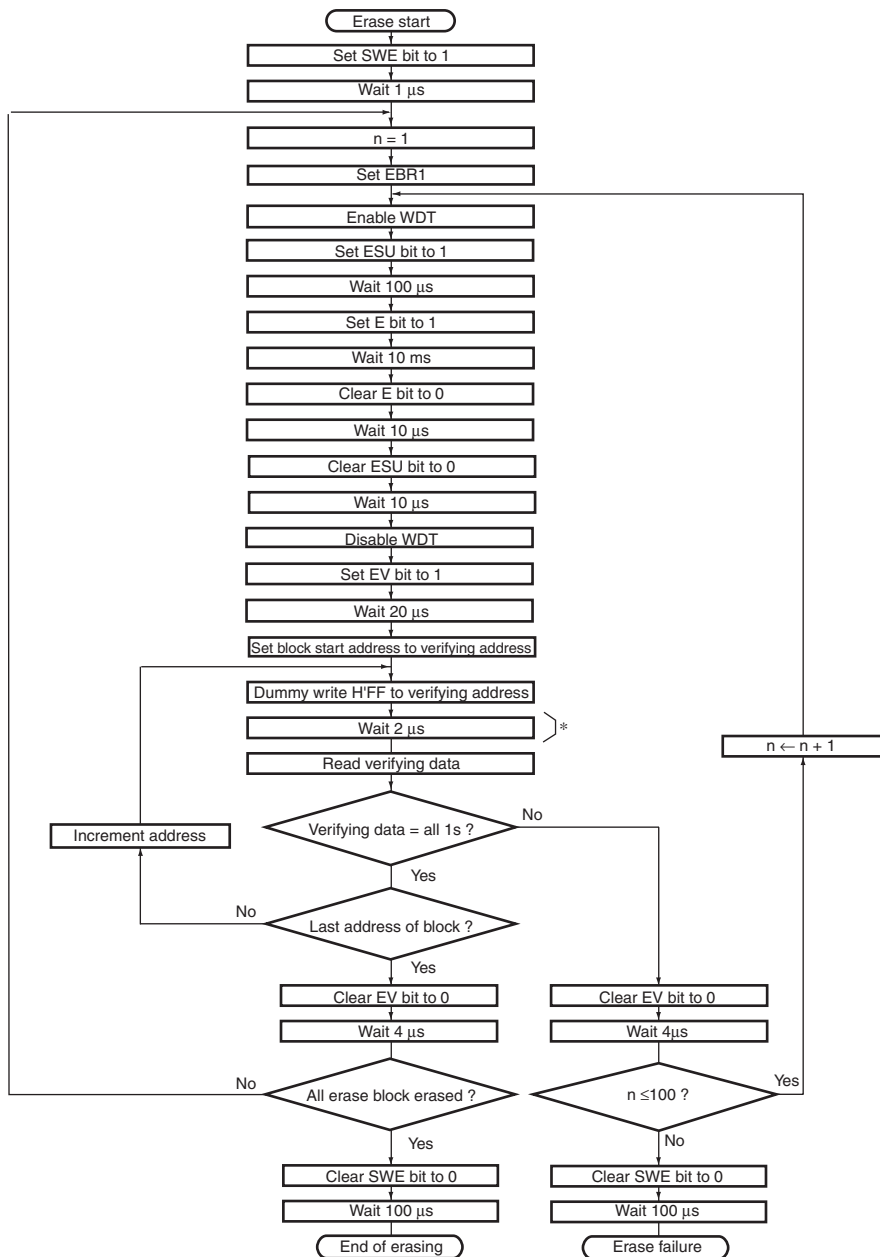 Erase start
Set SWE bit to 1
Wait 1 μs
n = 1
Set EBR1
Enable WDT
Set ESU bit to 1
Wait 100 μs
Set E bit to 1
Wait 10 ms
Clear E bit to 0
Wait 10 μs
Clear ESU bit to 0
Wait 10 μs
Disable WDT
Set EV bit to 1
Wait 20 μs
Set block start address to verifying address
Dummy write H'FF to verifying address
Wait 2 μs
*
n ← n + 1
Read verifying data
No
Increment address
Verifying data = all 1s ?
Yes
No
Last address of block ?
Yes
Clear EV bit to 0
Clear EV bit to 0
Wait 4 μs
Wait 4μs
No
All erase block erased ?
n ≤100 ?
Yes
Yes
No
Clear SWE bit to 0
Clear SWE bit to 0
Wait 100 μs
Wait 100 μs
End of erasing
Erase failure